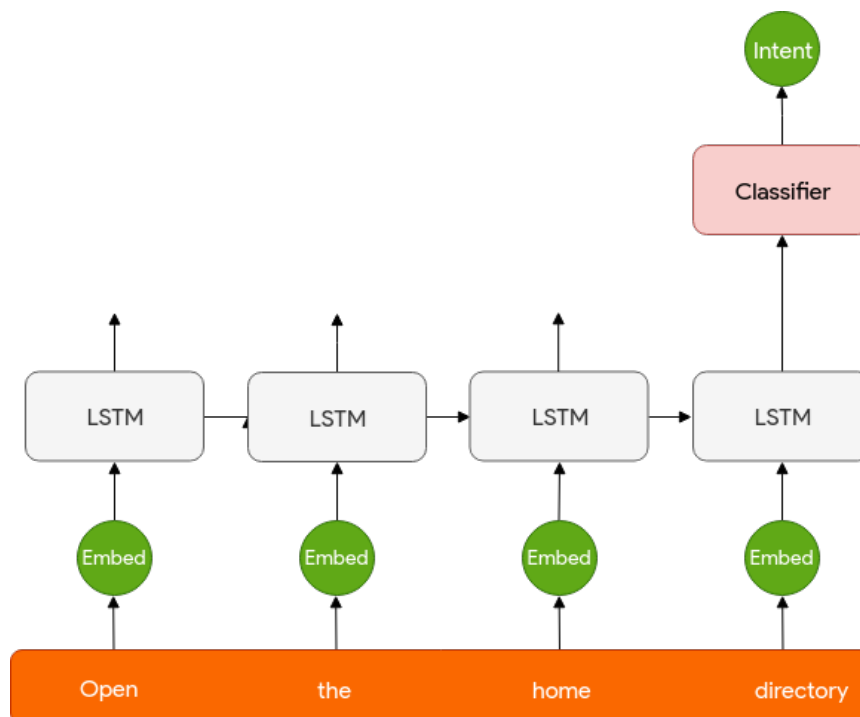 Intent
Classifier
LSTM LSTM LSTM LSTM
Embed Embed Embed Embed
Open the home directory